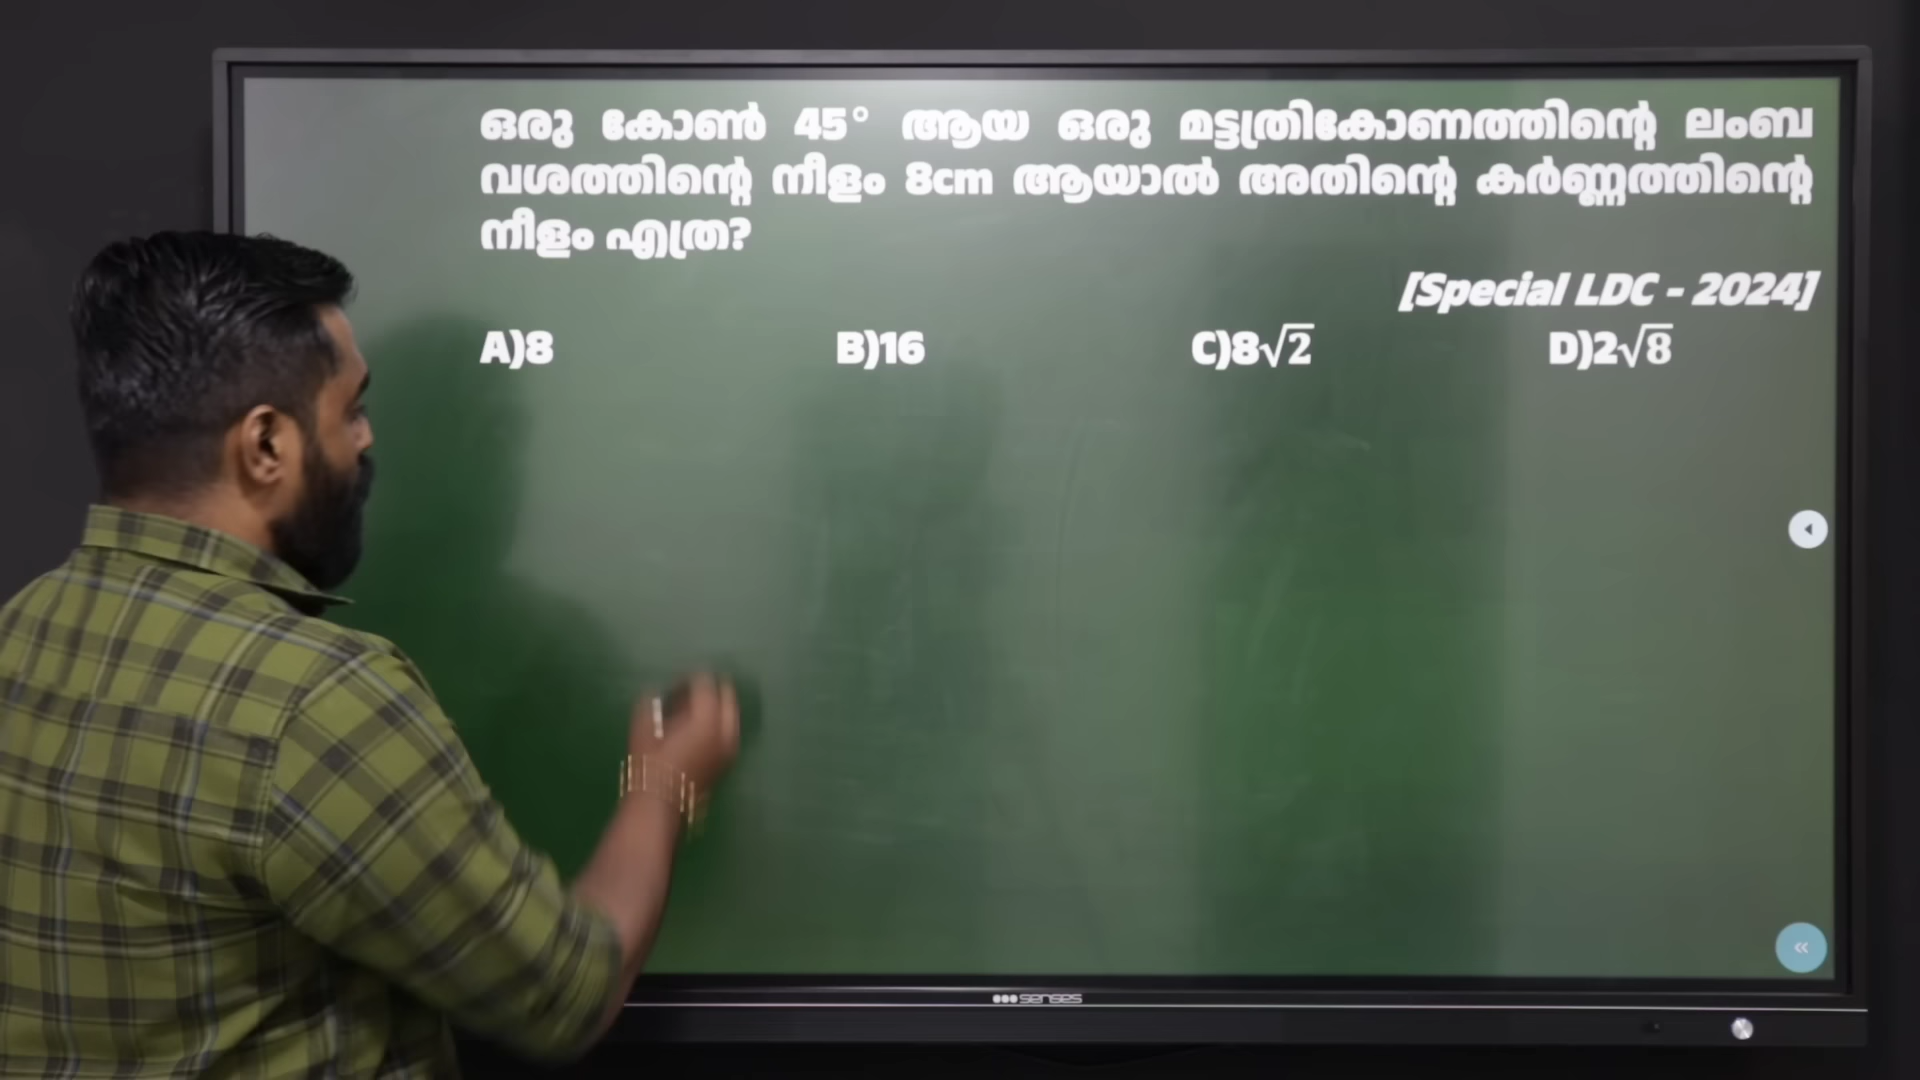 ഒരു കോൺ 45° ആയ ഒരു മട്ടത്രികോണത്തിന്റെ ലംബ
വശത്തിന്റെ നീളം 8cm ആയാൽ അതിന്റെ കർണ്ണത്തിന്റെ
നീളം എത്ര?
[Special LDC - 2024]
A)8 B)16 C)8√2 D)2√8
senses